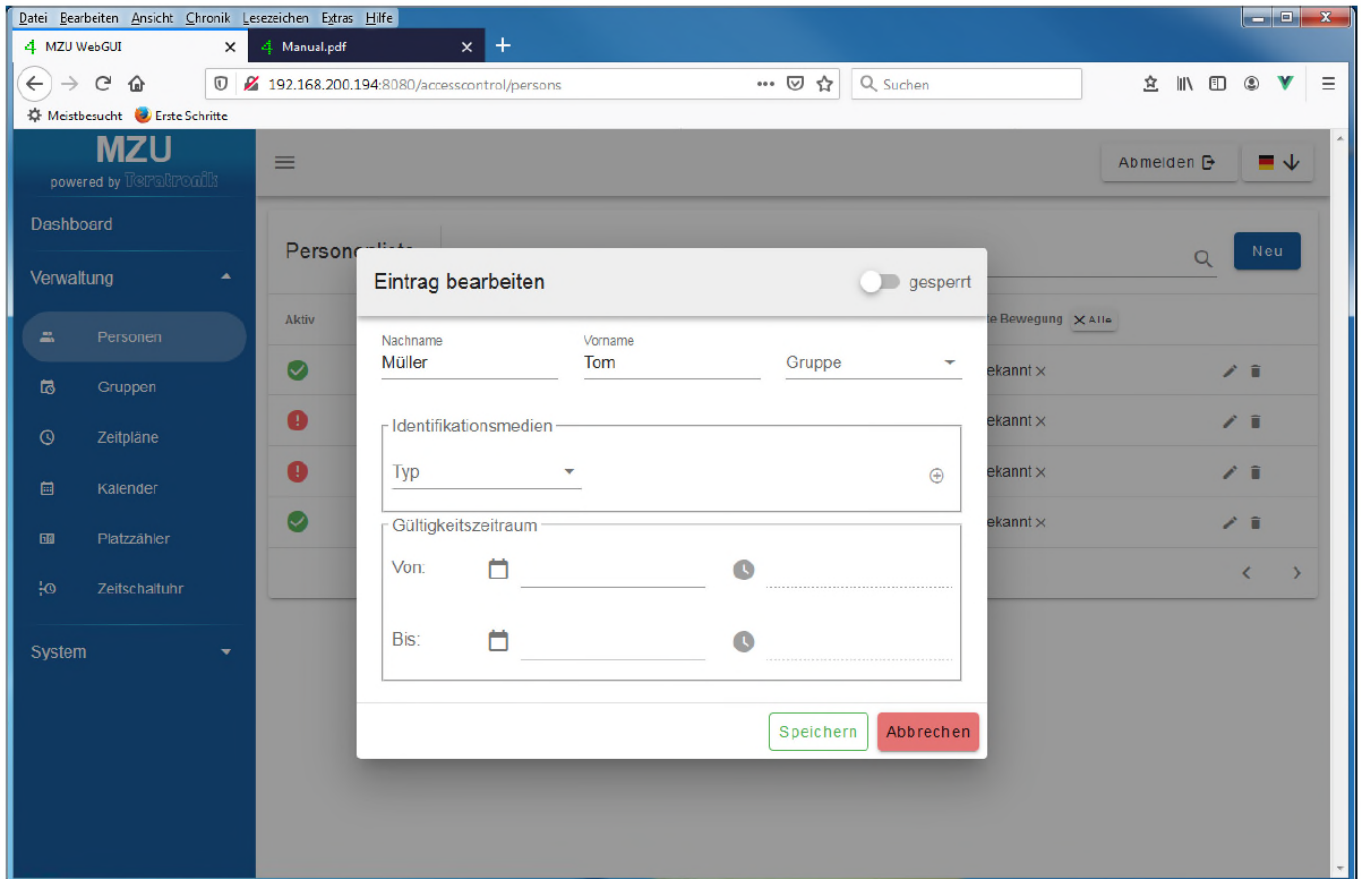 Datei Bearbeiten Ansicht Chronik Lesezeichen Extras Hilfe
MZU WebGUI
Manual.pdf
192.168.200.194:8080/accesscontrol/persons
Suchen
Meistbesucht Erste Schritte
MZU
powered by Teratronik
Abmelden
Dashboard
Verwaltung
Personen
Gruppen
Zeitpläne
Kalender
Platzzähler
Zeitschaltuhr
System
Neu
Aktiv
te Bewegung Alle
ekannt
ekannt
ekannt
ekannt
Eintrag bearbeiten
gesperrt
Nachname
Müller
Vorname
Tom
Gruppe
Identifikationsmedien
Typ
Gültigkeitszeitraum
Von:
Bis:
Speichern
Abbrechen